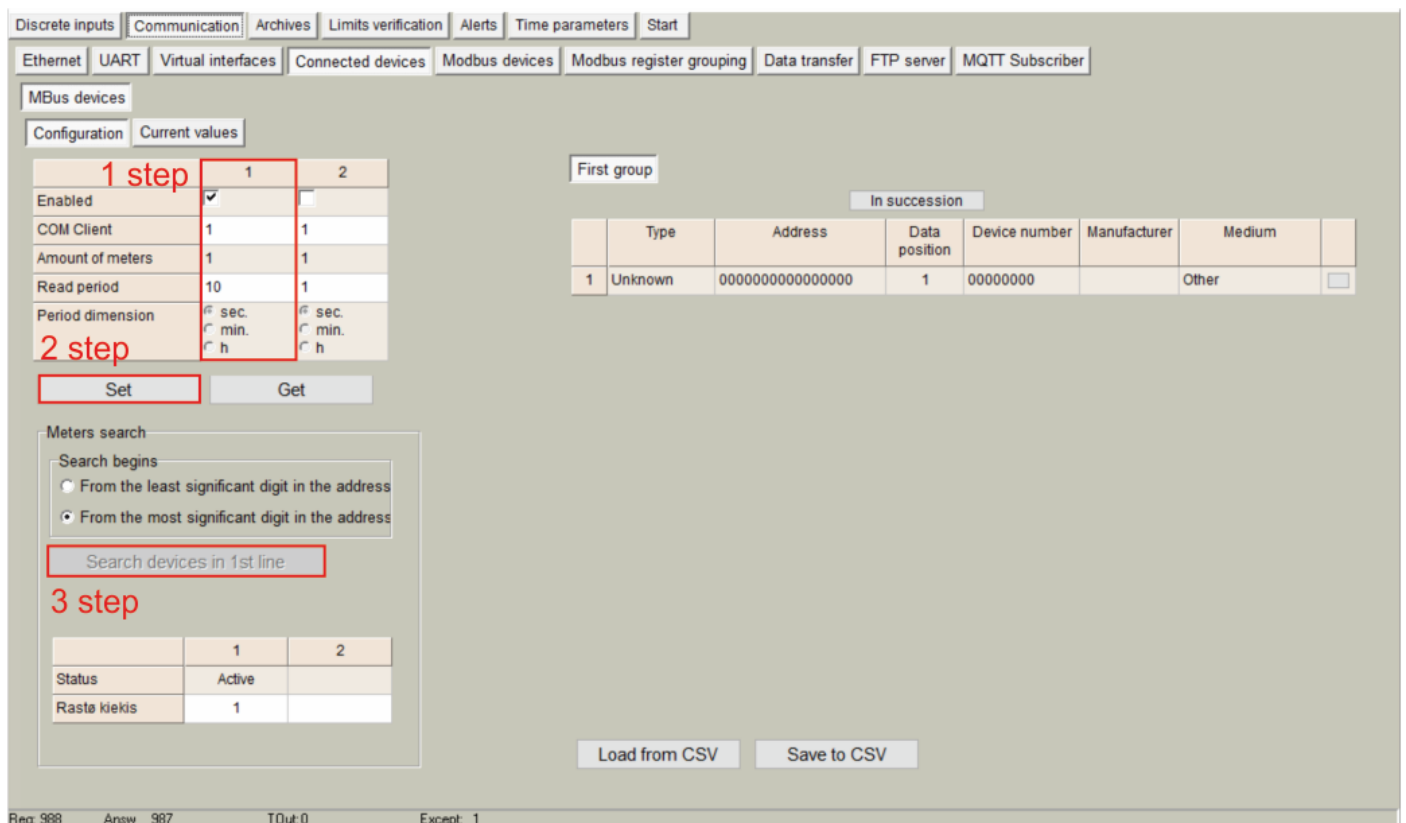 Discrete inputs Communication Archives Limits verification Alerts Time parameters Start
Ethernet UART Virtual interfaces Connected devices Modbus devices Modbus register grouping Data transfer FTP server MQTT Subscriber
MBus devices
Configuration Current values
1 step 1 2
Enabled
COM Client 1 1
Amount of meters 1 1
Read period 10 1
Period dimension sec. sec.
min. min.
h h
2 step
Set Get
Meters search
Search begins
From the least significant digit in the address
From the most significant digit in the address
Search devices in 1st line
3 step
1 2
Status Active
Rastø kiekis 1
First group
In succession
Type Address Data position Device number Manufacturer Medium
1 Unknown 0000000000000000 1 00000000 Other
Load from CSV Save to CSV
Req: 988 Answ 987 TOut:0 Except: 1